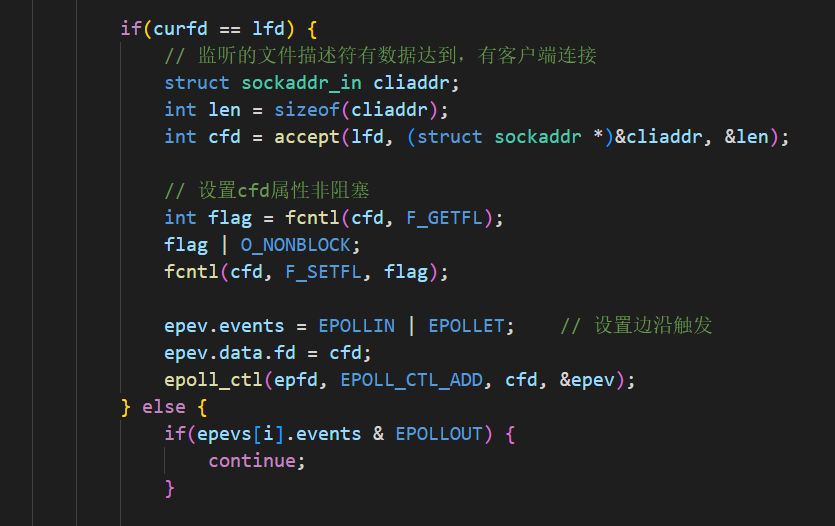 if(curfd == lfd) {
// 监听的文件描述符有数据达到，有客户端连接
struct sockaddr_in cliaddr;
int len = sizeof(cliaddr);
int cfd = accept(lfd, (struct sockaddr *)&cliaddr, &len);
// 设置cfd属性非阻塞
int flag = fcntl(cfd, F_GETFL);
flag | O_NONBLOCK;
fcntl(cfd, F_SETFL, flag);
epev.events = EPOLLIN | EPOLLET;    // 设置边沿触发
epev.data.fd = cfd;
epoll_ctl(epfd, EPOLL_CTL_ADD, cfd, &epev);
} else {
if(epevs[i].events & EPOLLOUT) {
continue;
}